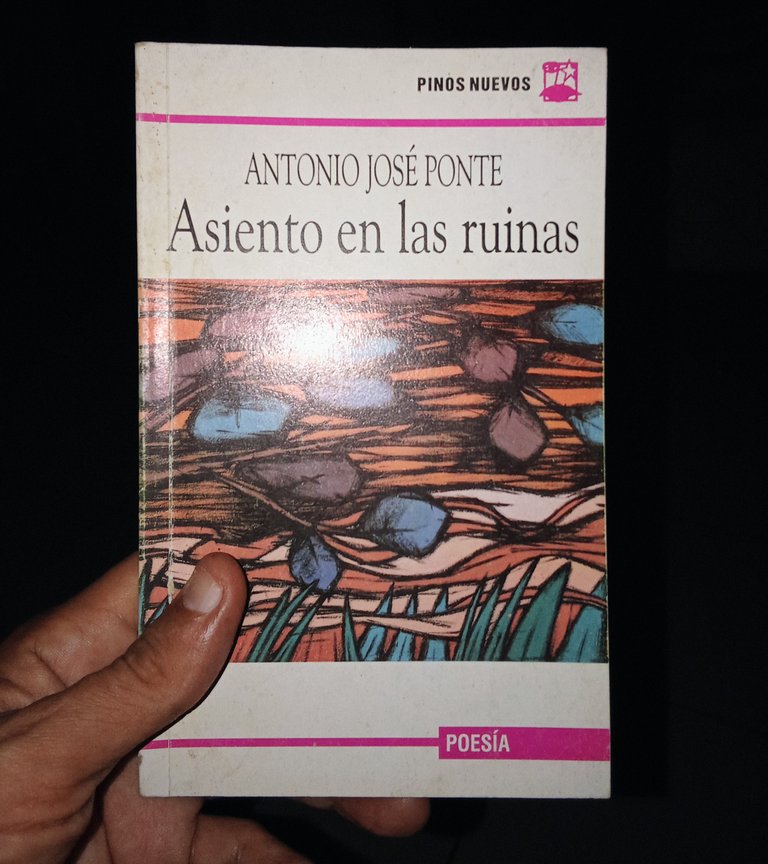 PINOS NUEVOS
ANTONIO JOSÉ PONTE
Asiento en las ruinas
POESÍA